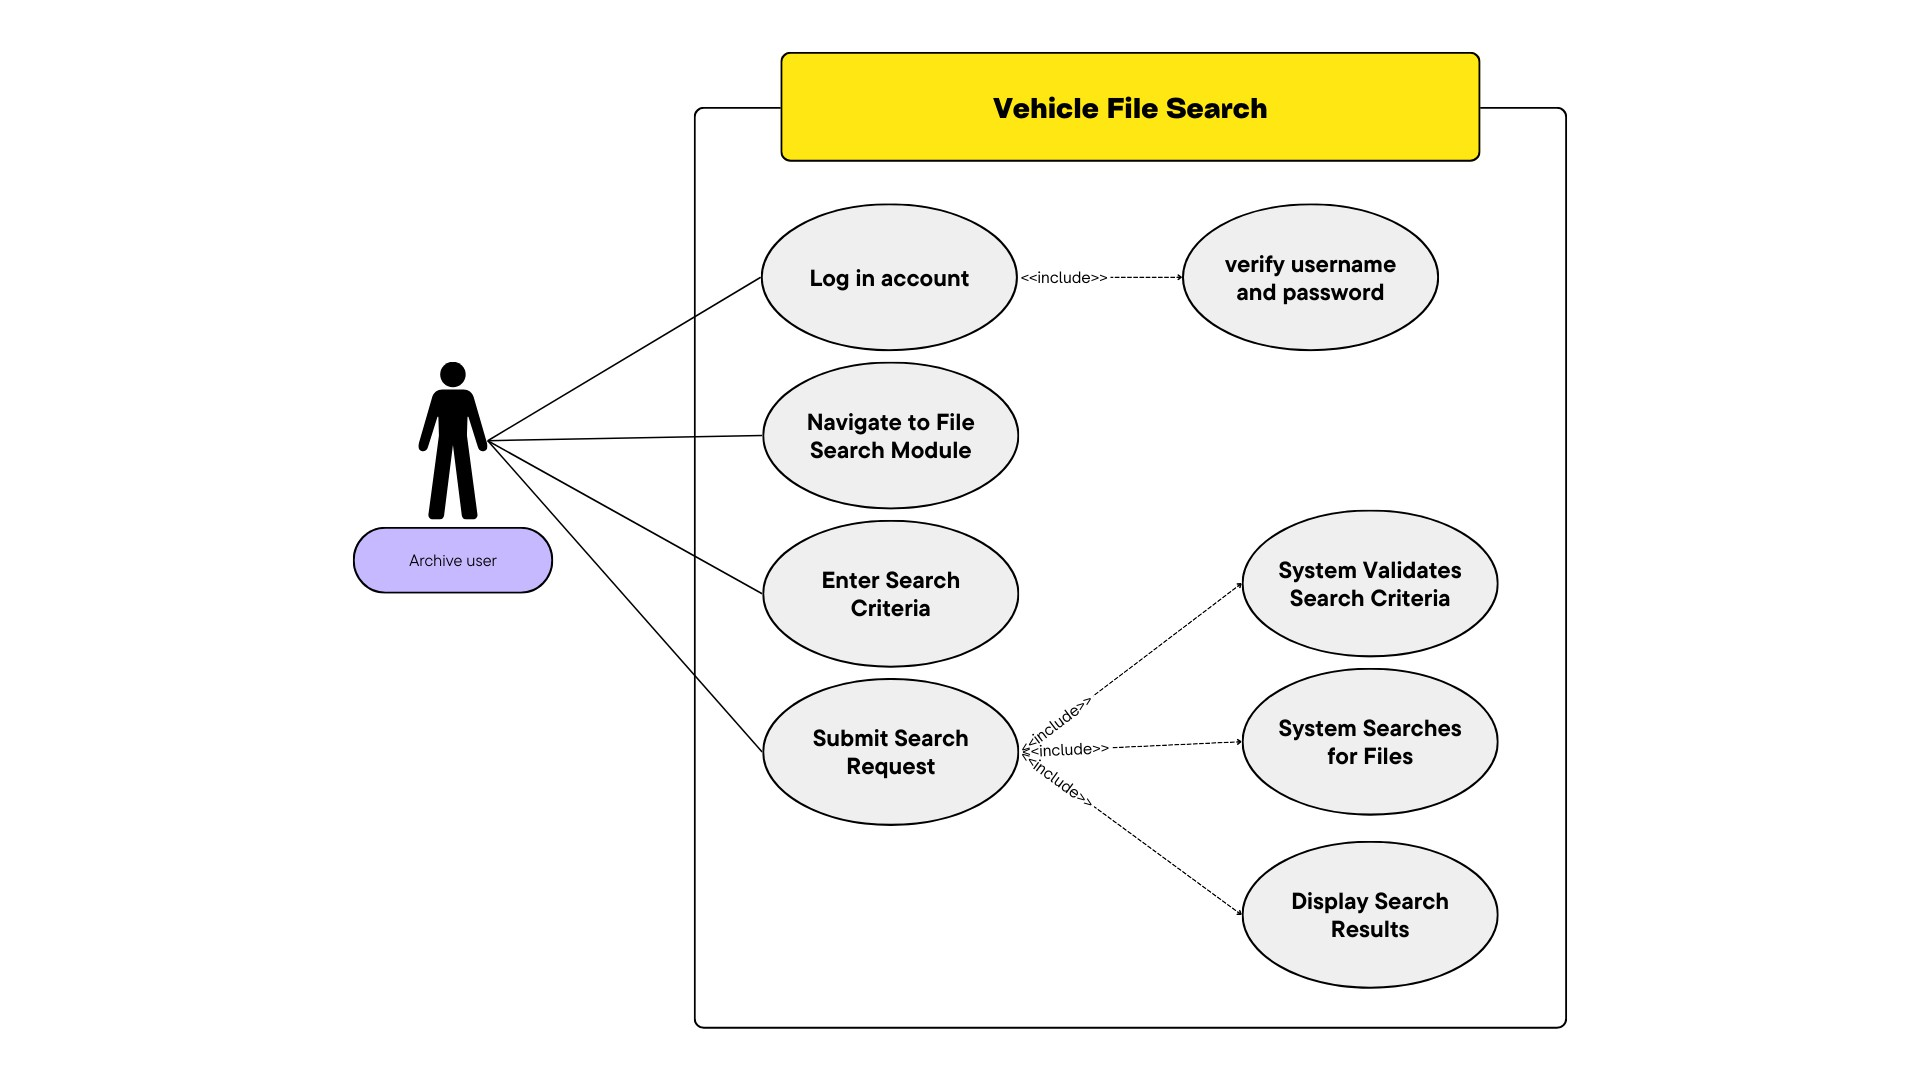 Vehicle File Search
Log in account
<<include>>
verify username
and password
Navigate to File
Search Module
Archive user
Enter Search
Criteria
System Validates
Search Criteria
Submit Search
Request
<<include>>
<<include>>
<<include>>
System Searches
for Files
Display Search
Results